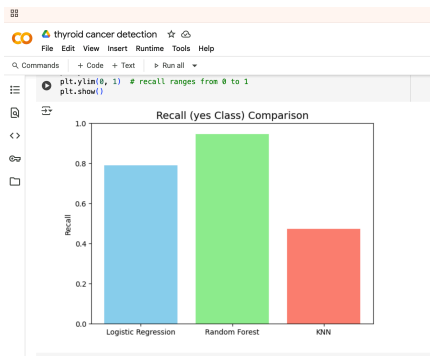 thyroid cancer detection
File Edit View Insert Runtime Tools Help
Commands + Code + Text Run all
plt.ylim(0, 1) # recall ranges from 0 to 1
plt.show()
Recall (yes Class) Comparison
1.0
0.8
0.6
0.4
0.2
0.0
Recall
Logistic Regression Random Forest KNN